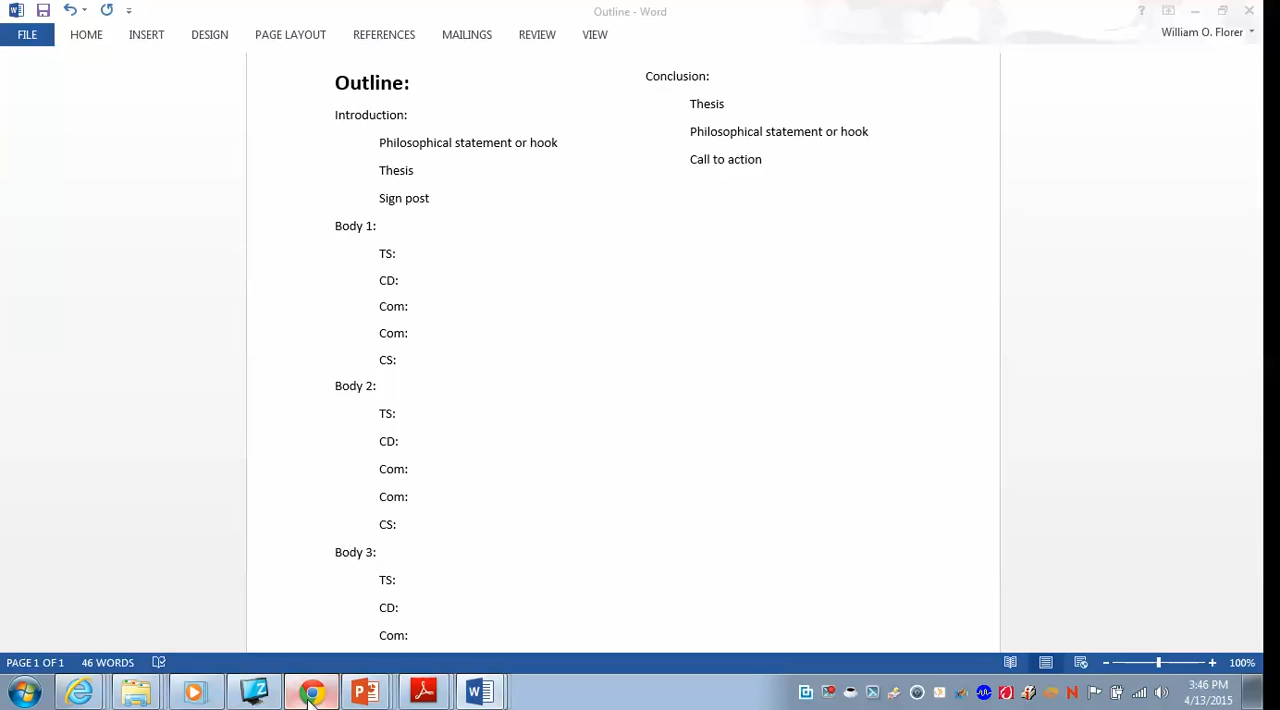 Outline - Word
William O. Florer
FILE
HOME
INSERT
DESIGN
PAGE LAYOUT
REFERENCES
MAILINGS
REVIEW
VIEW
Outline:
Introduction:
Philosophical statement or hook
Thesis
Sign post
Body 1:
TS:
CD:
Com:
Com:
CS:
Body 2:
TS:
CD:
Com:
Com:
CS:
Body 3:
TS:
CD:
Com:
Conclusion:
Thesis
Philosophical statement or hook
Call to action
PAGE 1 OF 1
46 WORDS
100%
3:46 PM
4/13/2015